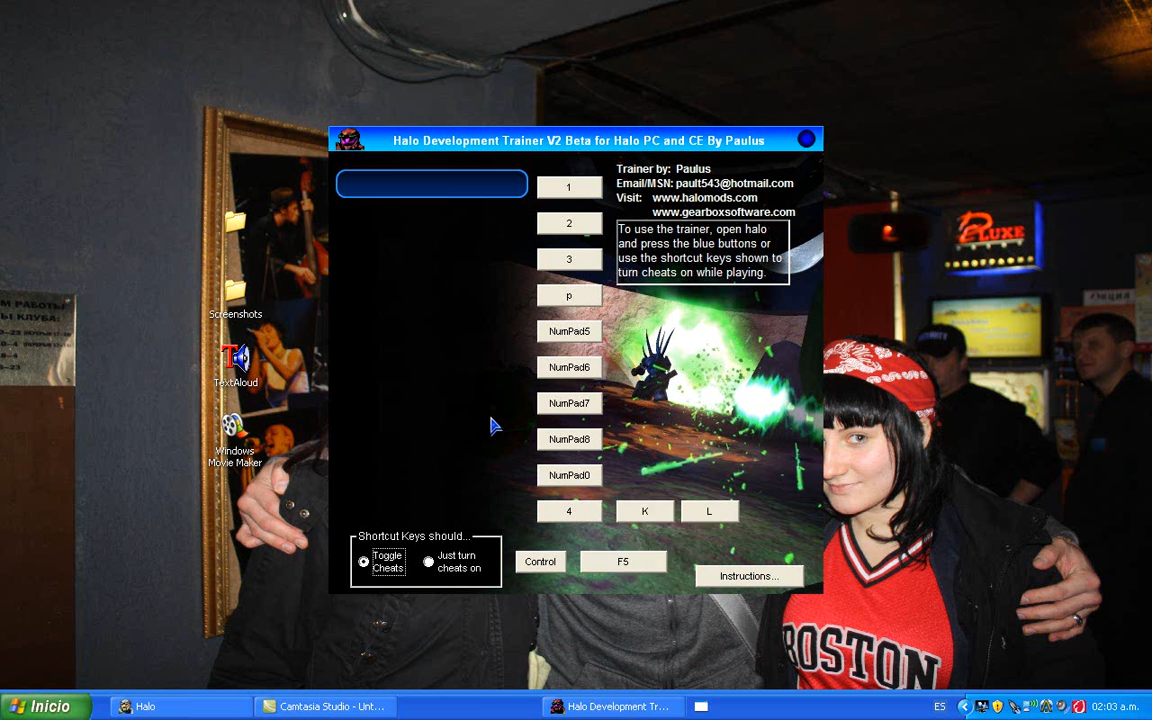 Halo Development Trainer V2 Beta for Halo PC and CE By Paulus
Trainer by: Paulus
Email/MSN: pault543@hotmail.com
Visit: www.halomods.com
www.gearboxsoftware.com
To use the trainer, open halo
and press the blue buttons or
use the shortcut keys shown to
turn cheats on while playing.
1
2
3
p
NumPad5
NumPad6
NumPad7
NumPad8
NumPad0
4
K
L
Shortcut Keys should...
Toggle
Cheats
Just turn
cheats on
Control
F5
Instructions...
Screenshots
TextAloud
Windows
Movie Maker
М РАБОТЫ
Ы КЛУБА:
DELUXE
BOSTON
Inicio
Halo
Camtasia Studio - Unt...
Halo Development Tr...
ES
02:03 a.m.